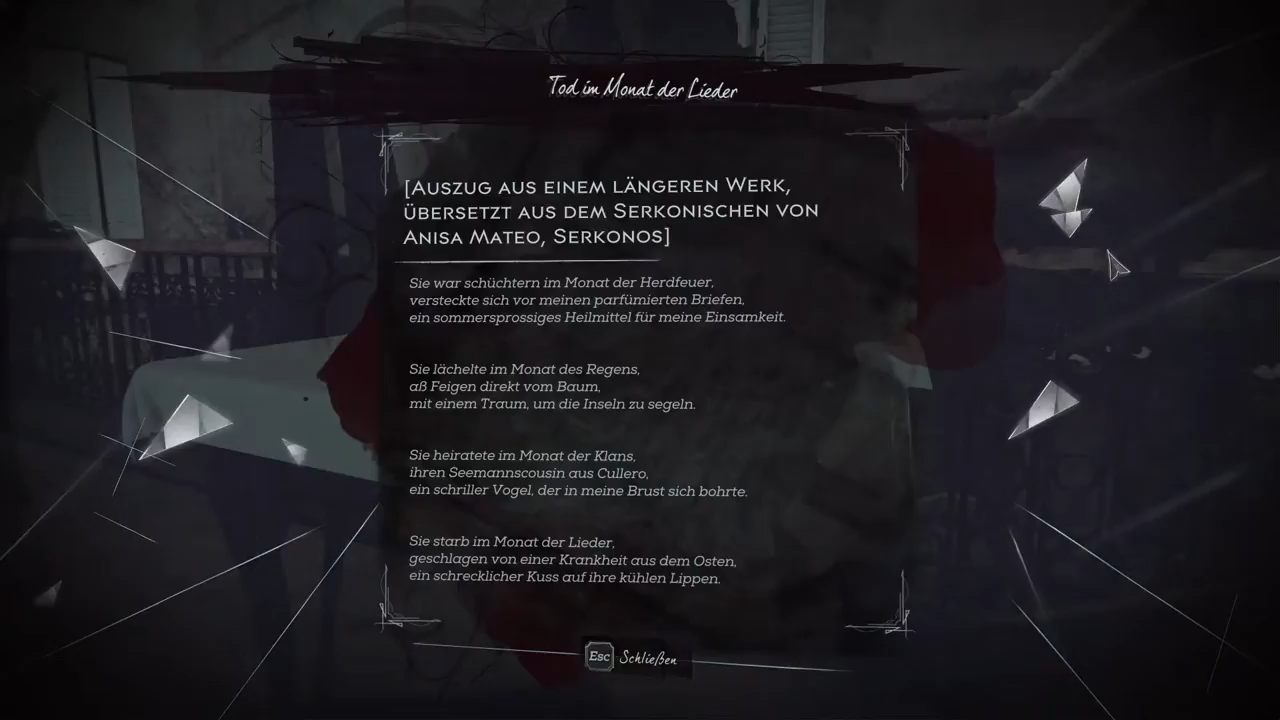 Tod im Monat der Lieder
[Auszug aus einem längeren Werk,
übersetzt aus dem Serkonischen von
Anisa Mateo, Serkonos]
Sie war schüchtern im Monat der Herdfeuer,
versteckte sich vor meinen parfümierten Briefen,
ein sommersprossiges Heilmittel für meine Einsamkeit.
Sie lächelte im Monat des Regens,
aß Feigen direkt vom Baum,
mit einem Traum, um die Inseln zu segeln.
Sie heiratete im Monat der Klans,
ihren Seemannscousin aus Cullero,
ein schriller Vogel, der in meine Brust sich bohrte.
Sie starb im Monat der Lieder,
geschlagen von einer Krankheit aus dem Osten,
ein schrecklicher Kuss auf ihre kühlen Lippen.
Esc Schließen